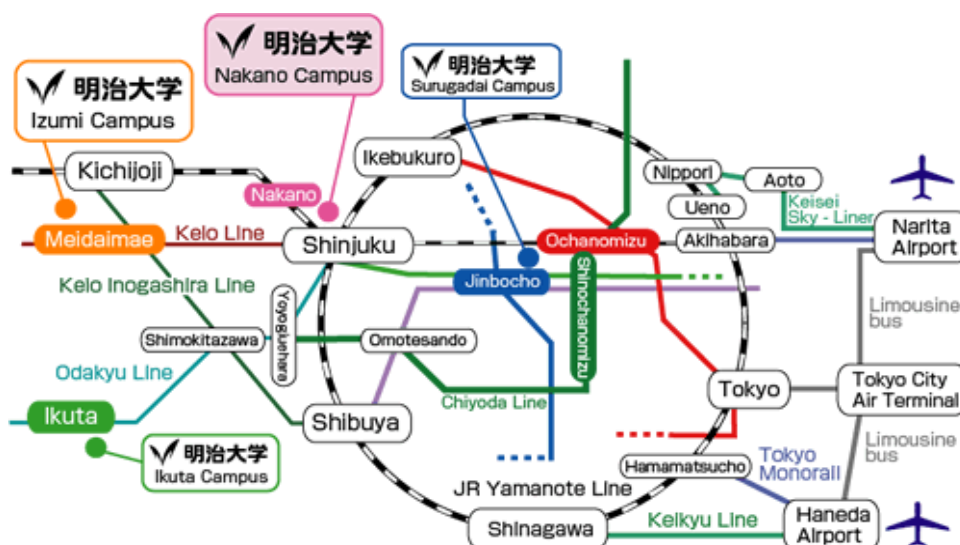 明治大学
Nakano Campus
明治大学
Surugadai Campus
明治大学
Izumi Campus
Kichijoji
Ikebukuro
Nippori
Aoto
Nakano
Ueno
Keisei
Sky-Liner
Narita
Airport
Meidaimae
Keio Line
Shinjuku
Ochanomizu
Akihabara
Keio Inogashira Line
Jinbocho
Shinochanomizu
Yoyogiuehara
Limousine
bus
Shimokitazawa
Omotesando
Odakyu Line
Chiyoda Line
Tokyo
Tokyo City
Air Terminal
Ikuta
Shibuya
明治大学
Ikuta Campus
Hamamatsucho
Tokyo
Monorail
Limousine
bus
JR Yamanote Line
Shinagawa
Keikyu Line
Haneda
Airport